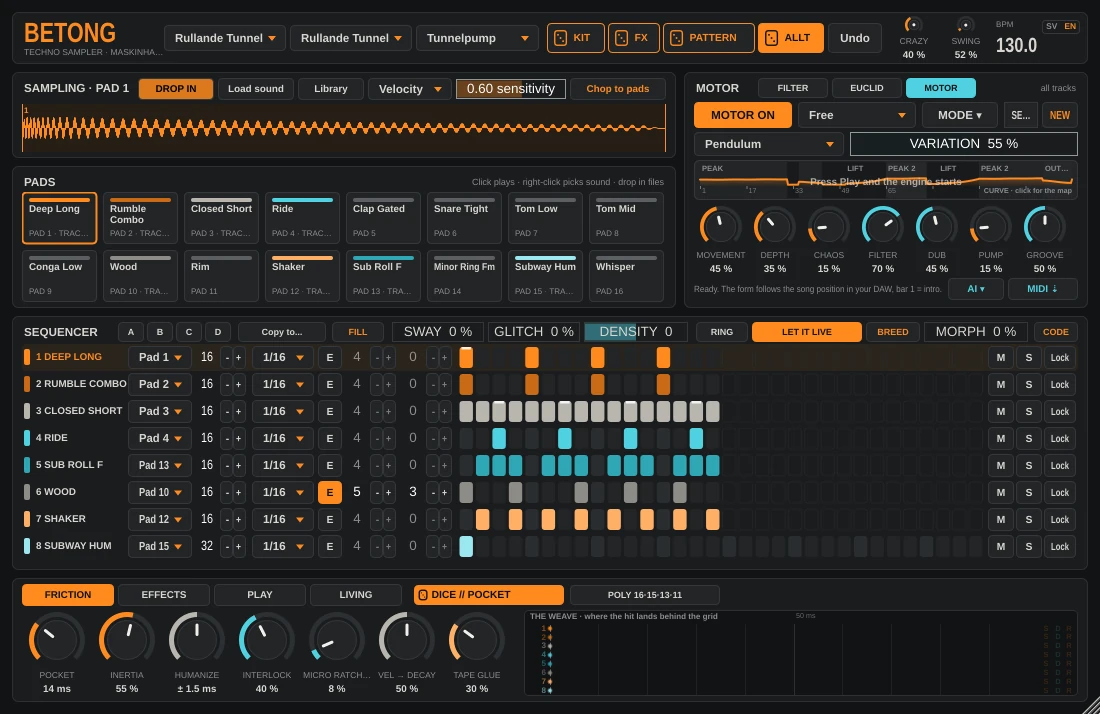 BETONG
TECHNO SAMPLER · MASKINHA...
Rullande Tunnel Rullande Tunnel Tunnelpump KIT FX PATTERN ALLT Undo
CRAZY 40 % SWING 52 % BPM 130.0 SV EN
SAMPLING · PAD 1 DROP IN Load sound Library Velocity 0.60 sensitivity Chop to pads
1
PADS Click plays · right-click picks sound · drop in files
Deep Long Rumble Combo Closed Short Ride Clap Gated Snare Tight Tom Low Tom Mid
PAD 1 · TRAC... PAD 2 · TRAC... PAD 3 · TRAC... PAD 4 · TRAC... PAD 5 PAD 6 PAD 7 PAD 8
Conga Low Wood Rim Shaker Sub Roll F Minor Ring Fm Subway Hum Whisper
PAD 9 PAD 10 · TRA... PAD 11 PAD 12 · TRA... PAD 13 · TRA... PAD 14 PAD 15 · TRA... PAD 16
MOTOR FILTER EUCLID MOTOR all tracks
MOTOR ON Free MODE ▾ SE... NEW
Pendulum VARIATION 55 %
PEAK LIFT PEAK 2 LIFT PEAK 2 OUT...
Press Play and the engine starts
1 17 33 49 CURVE · click for the map
MOVEMENT DEPTH CHAOS FILTER DUB PUMP GROOVE
45 % 35 % 15 % 70 % 45 % 15 % 50 %
Ready. The form follows the song position in your DAW, bar 1 = intro. AI ▾ MIDI ⇣
SEQUENCER A B C D Copy to... FILL SWAY 0 % GLITCH 0 % DENSITY 0 RING LET IT LIVE BREED MORPH 0 % CODE
1 DEEP LONG Pad 1 16 - + 1/16 E 4 - + 0 - + M S Lock
2 RUMBLE COMBO Pad 2 16 - + 1/16 E 4 - + 0 - + M S Lock
3 CLOSED SHORT Pad 3 16 - + 1/16 E 4 - + 0 - + M S Lock
4 RIDE Pad 4 16 - + 1/16 E 4 - + 0 - + M S Lock
5 SUB ROLL F Pad 13 16 - + 1/16 E 4 - + 0 - + M S Lock
6 WOOD Pad 10 16 - + 1/16 E 5 - + 3 - + M S Lock
7 SHAKER Pad 12 16 - + 1/16 E 4 - + 0 - + M S Lock
8 SUBWAY HUM Pad 15 32 - + 1/16 E 4 - + 0 - + M S Lock
FRICTION EFFECTS PLAY LIVING DICE // POCKET POLY 16·15·13·11
POCKET INERTIA HUMANIZE INTERLOCK MICRO RATCH... VEL → DECAY TAPE GLUE
14 ms 55 % ± 1.5 ms 40 % 8 % 50 % 30 %
THE WEAVE · where the hit lands behind the grid 50 ms
1 S D R
2 S D R
3 S D R
4 S D R
5 S D R
6 S D R
7 S D R
8 S D R